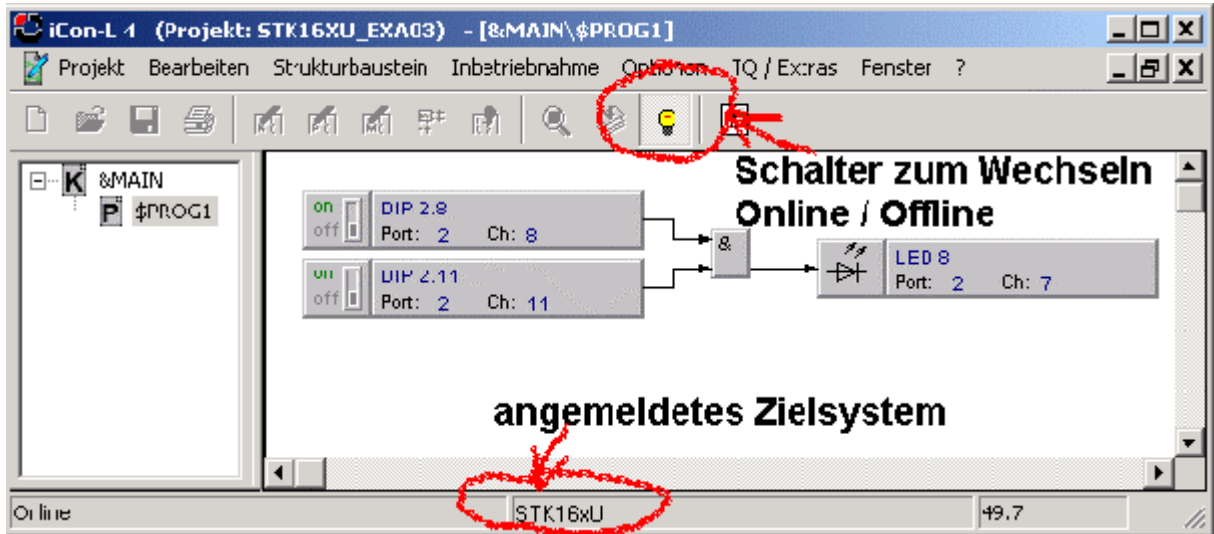 iCon-L 4 (Projekt: STK16XU_EXA03) - [&MAIN\$PROG1]
Projekt Bearbeiten Strukturbaustein Inbetriebnahme Optionen TQ / Extras Fenster ?
K &MAIN
P $PROG1
Schalter zum Wechseln
Online / Offline
on
off
DIP 2.8
Port: 2 Ch: 8
on
off
DIP 2.11
Port: 2 Ch: 11
&
LED 8
Port: 2 Ch: 7
angemeldetes Zielsystem
Online STK16xU 49.7